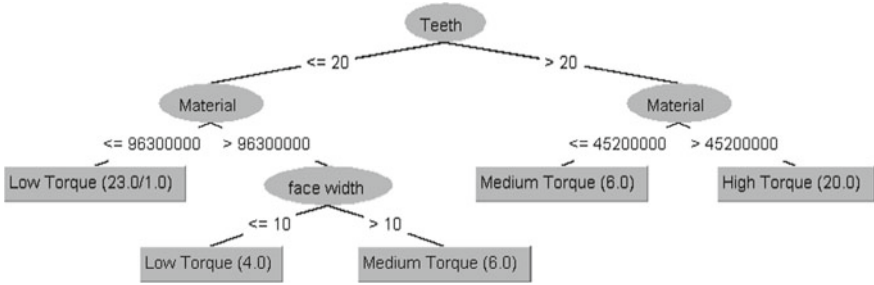 Teeth
<= 20
> 20
Material
Material
<= 96300000
> 96300000
<= 45200000
> 45200000
Low Torque (23.0/1.0)
face width
Medium Torque (6.0)
High Torque (20.0)
<= 10
> 10
Low Torque (4.0)
Medium Torque (6.0)